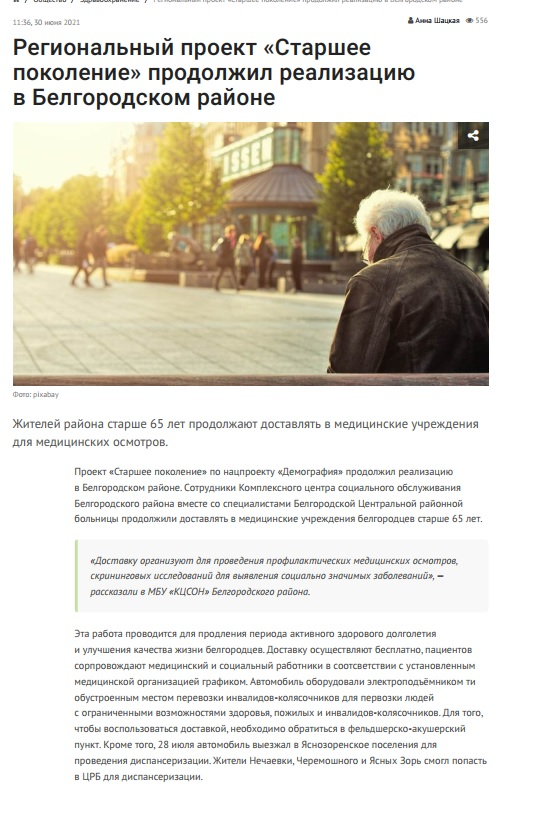 Общество / Здравоохранение / Региональный проект «Старшее поколение» продолжил реализацию в Белгородском районе
11:36, 30 июня 2021
Анна Шацкая 556
Региональный проект «Старшее
поколение» продолжил реализацию
в Белгородском районе
ISSEL
Фото: pixabay
Жителей района старше 65 лет продолжают доставлять в медицинские учреждения
для медицинских осмотров.
Проект «Старшее поколение» по нацпроекту «Демография» продолжил реализацию
в Белгородском районе. Сотрудники Комплексного центра социального обслуживания
Белгородского района вместе со специалистами Белгородской Центральной районной
больницы продолжили доставлять в медицинские учреждения белгородцев старше 65 лет.
«Доставку организуют для проведения профилактических медицинских осмотров,
скрининговых исследований для выявления социально значимых заболеваний», —
рассказали в МБУ «КЦСОН» Белгородского района.
Эта работа проводится для продления периода активного здорового долголетия
и улучшения качества жизни белгородцев. Доставку осуществляют бесплатно, пациентов
сорпровождают медицинский и социальный работники в соотсветствии с установленным
медицинской организацией графиком. Автомобиль оборудовали электроподъёмником ти
обустроенным местом перевозки инвалидов-колясочников для первозки людей
с ограниченными возможностями здоровья, пожилых и инвалидов-колясочников. Для того,
чтобы воспользоваться доставкой, необходимо обратиться в фельдшерско-акушерский
пункт. Кроме того, 28 июля автомобиль выезжал в Яснозоренское поселения для
проведения диспансеризации. Жители Нечаевки, Черемошного и Ясных Зорь смогл попасть
в ЦРБ для диспансеризации.